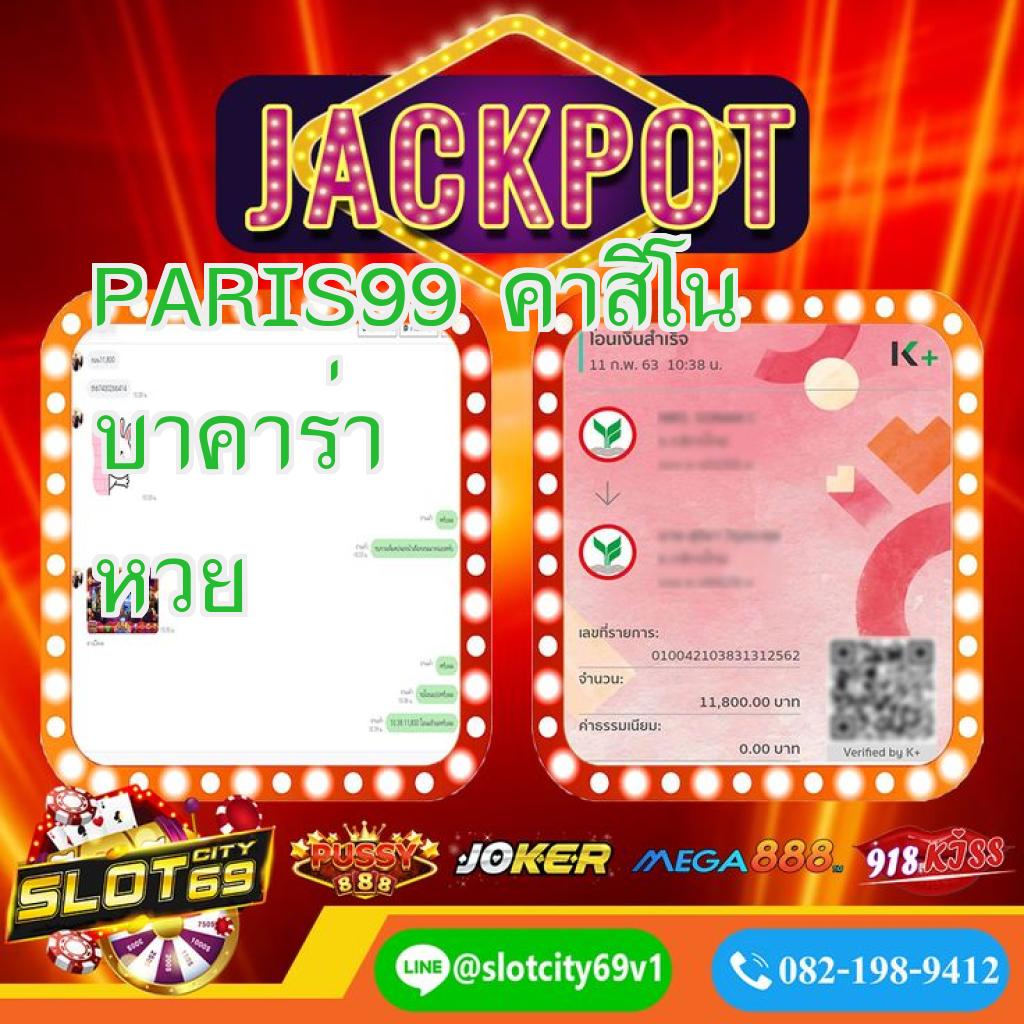 JACKPOT
PARIS99 คาสิโน
บาคาร่า
หวย
โอนเงินสำเร็จ
11 ก.พ. 63 10:38 น.
K+
เลขที่รายการ:
010042103831312562
จำนวน:
11,800.00 บาท
ค่าธรรมเนียม:
0.00 บาท
Verified by K+
SLOT CITY 69
PUSSY 888
JOKER
MEGA888
918KISS
LINE @slotcity69v1
082-198-9412